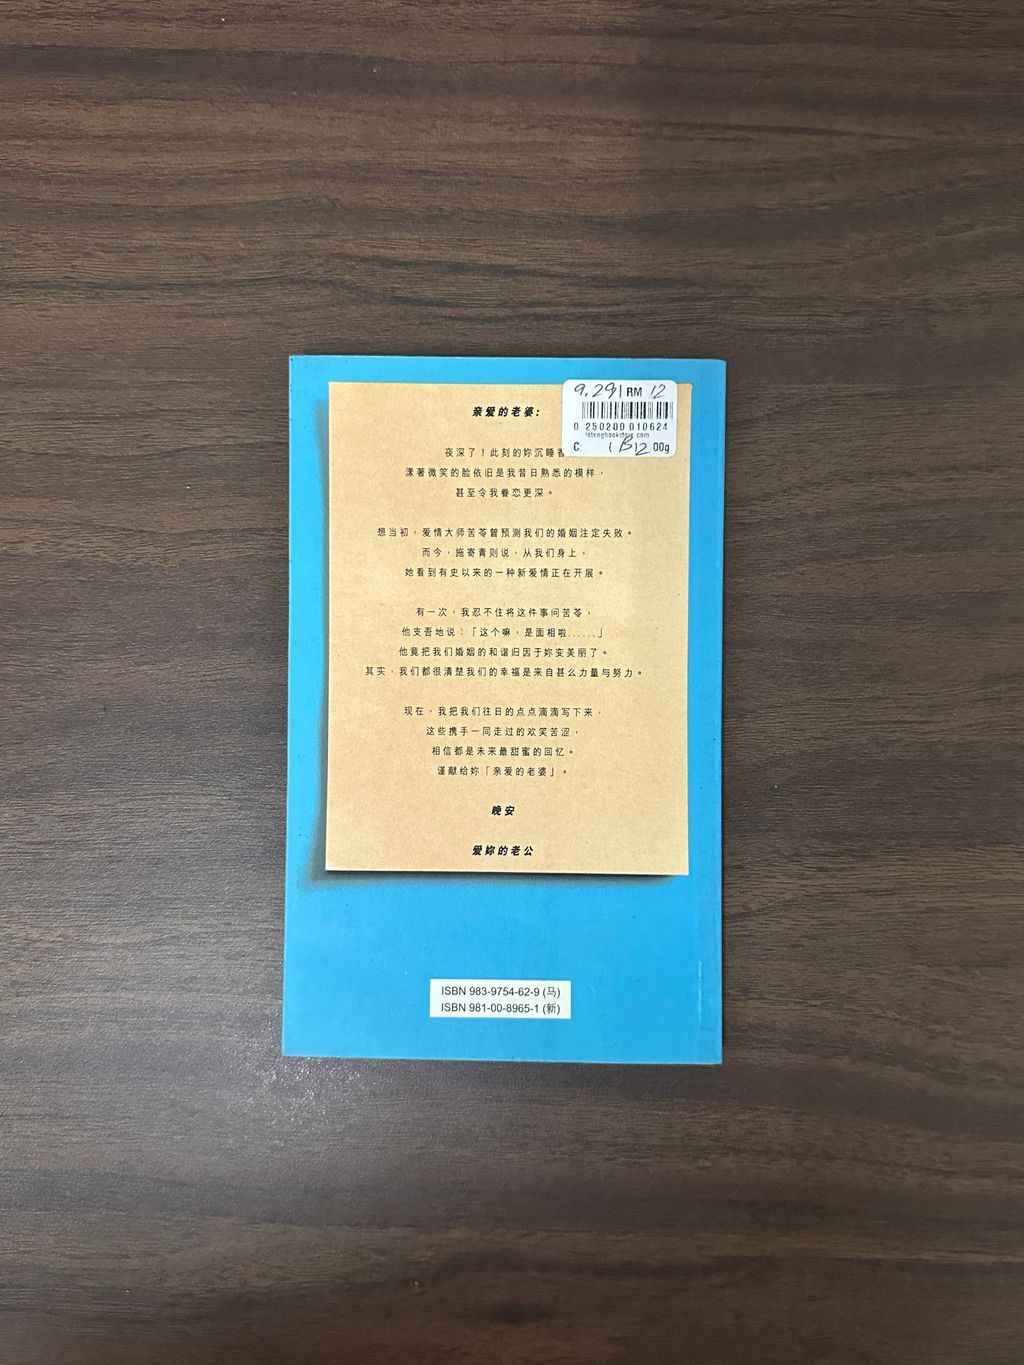 9.291 RM 12
0 250200 010624
fotengbookstore.com
00g
亲爱的老婆：
夜深了！此刻的妳沉睡著
漾著微笑的脸依旧是我昔日熟悉的模样，
甚至令我眷恋更深。
想当初，爱情大师苦苓曾预测我们的婚姻注定失败。
而今，施寄青则说，从我们身上，
她看到有史以来的一种新爱情正在开展。
有一次，我忍不住将这件事问苦苓，
他支吾地说：「这个嘛，是面相啦......」
他竟把我们婚姻的和谐归因于妳变美丽了。
其实，我们都很清楚我们的幸福是来自甚么力量与努力。
现在，我把我们往日的点点滴滴写下来，
这些携手一同走过的欢笑苦涩，
相信都是未来最甜蜜的回忆。
谨献给妳「亲爱的老婆」。
晚安
爱妳的老公
ISBN 983-9754-62-9 (马)
ISBN 981-00-8965-1 (新)